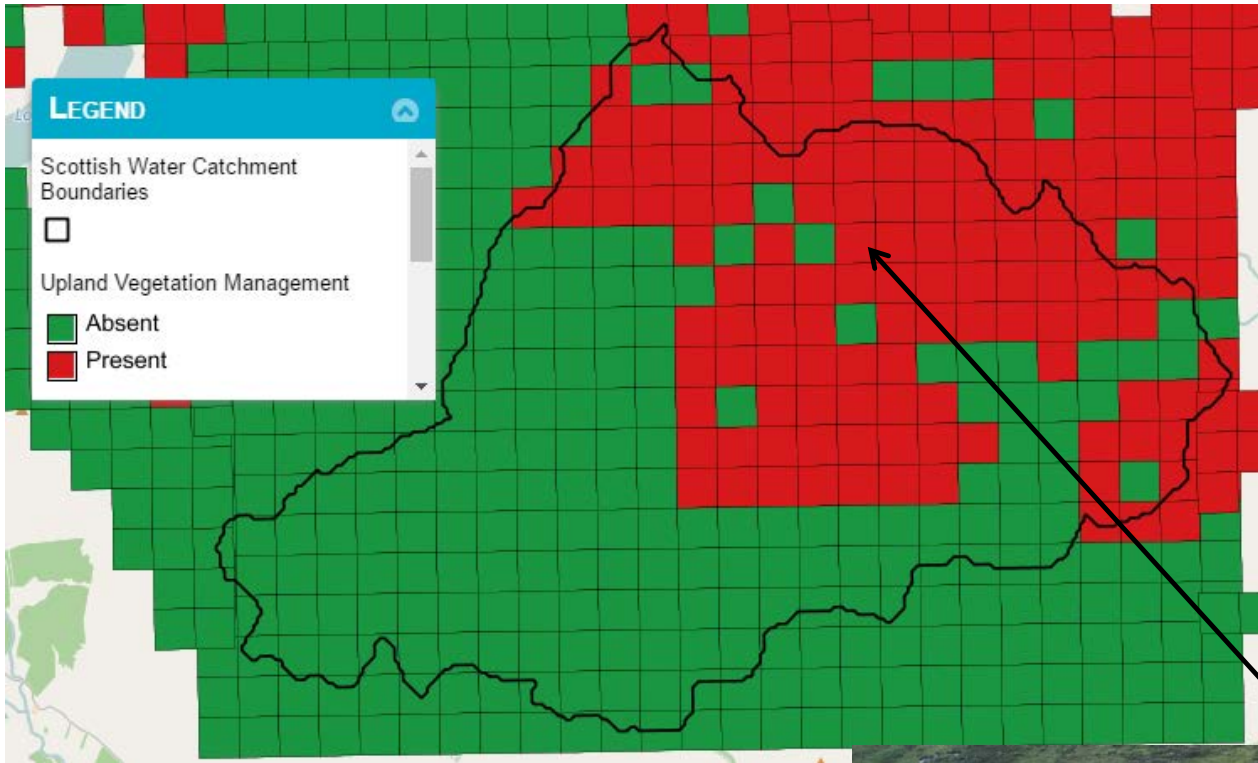 LEGEND
Scottish Water Catchment
Boundaries
Upland Vegetation Management
Absent
Present